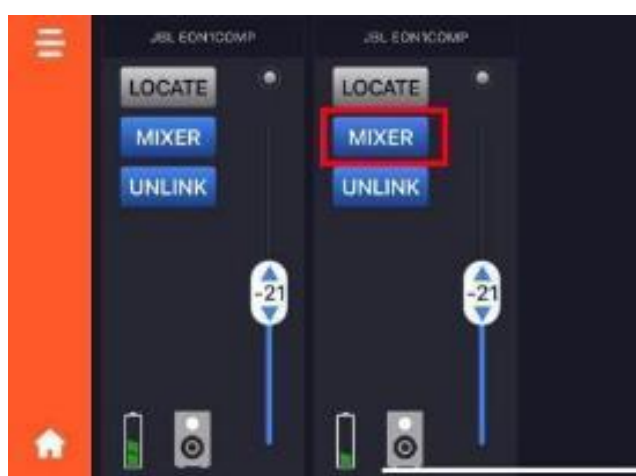 JBL EON1COMP JBL EON1COMP
LOCATE LOCATE
MIXER MIXER
UNLINK UNLINK
-21 -21